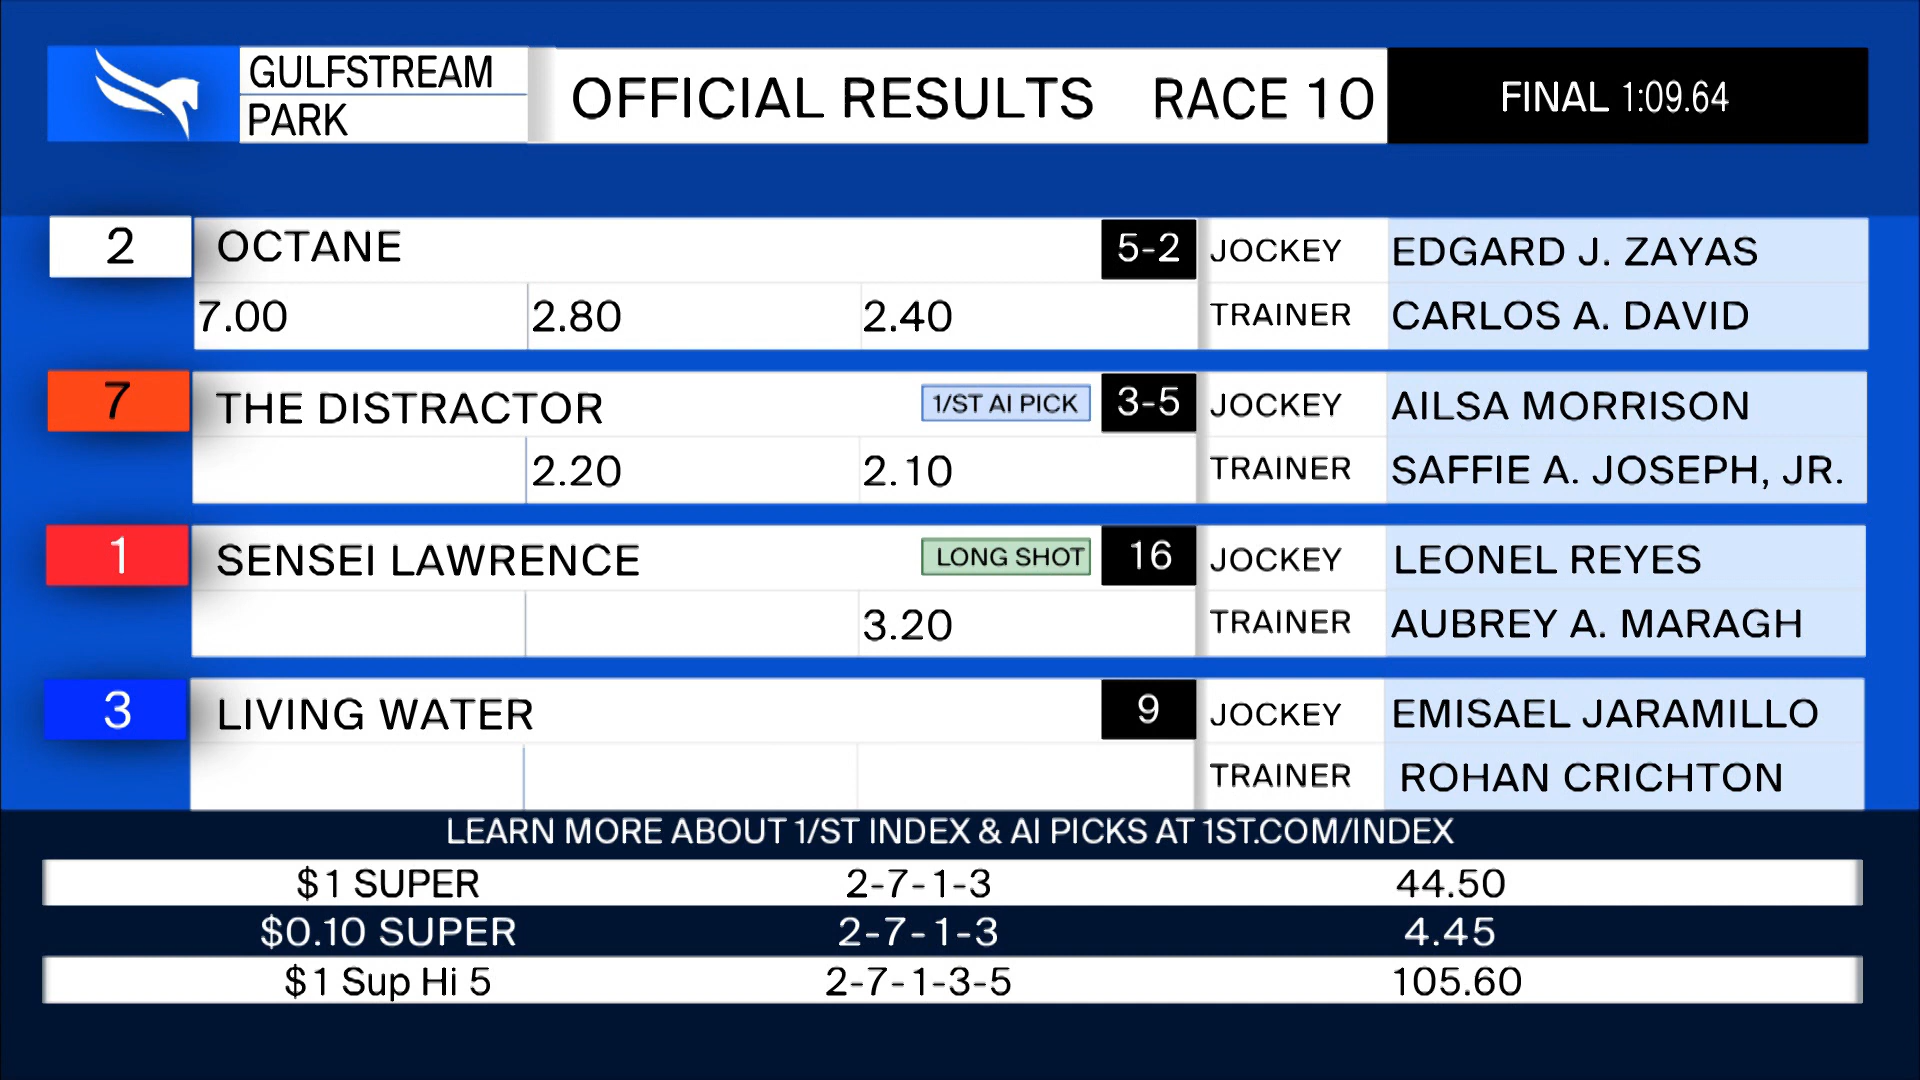 GULFSTREAM
PARK
OFFICIAL RESULTS RACE 10
FINAL 1:09.64
2 OCTANE 5-2 JOCKEY EDGARD J. ZAYAS
7.00 2.80 2.40 TRAINER CARLOS A. DAVID
7 THE DISTRACTOR 1/ST AI PICK 3-5 JOCKEY AILSA MORRISON
2.20 2.10 TRAINER SAFFIE A. JOSEPH, JR.
1 SENSEI LAWRENCE LONG SHOT 16 JOCKEY LEONEL REYES
3.20 TRAINER AUBREY A. MARAGH
3 LIVING WATER 9 JOCKEY EMISAEL JARAMILLO
TRAINER ROHAN CRICHTON
LEARN MORE ABOUT 1/ST INDEX & AI PICKS AT 1ST.COM/INDEX
$1 SUPER 2-7-1-3 44.50
$0.10 SUPER 2-7-1-3 4.45
$1 Sup Hi 5 2-7-1-3-5 105.60